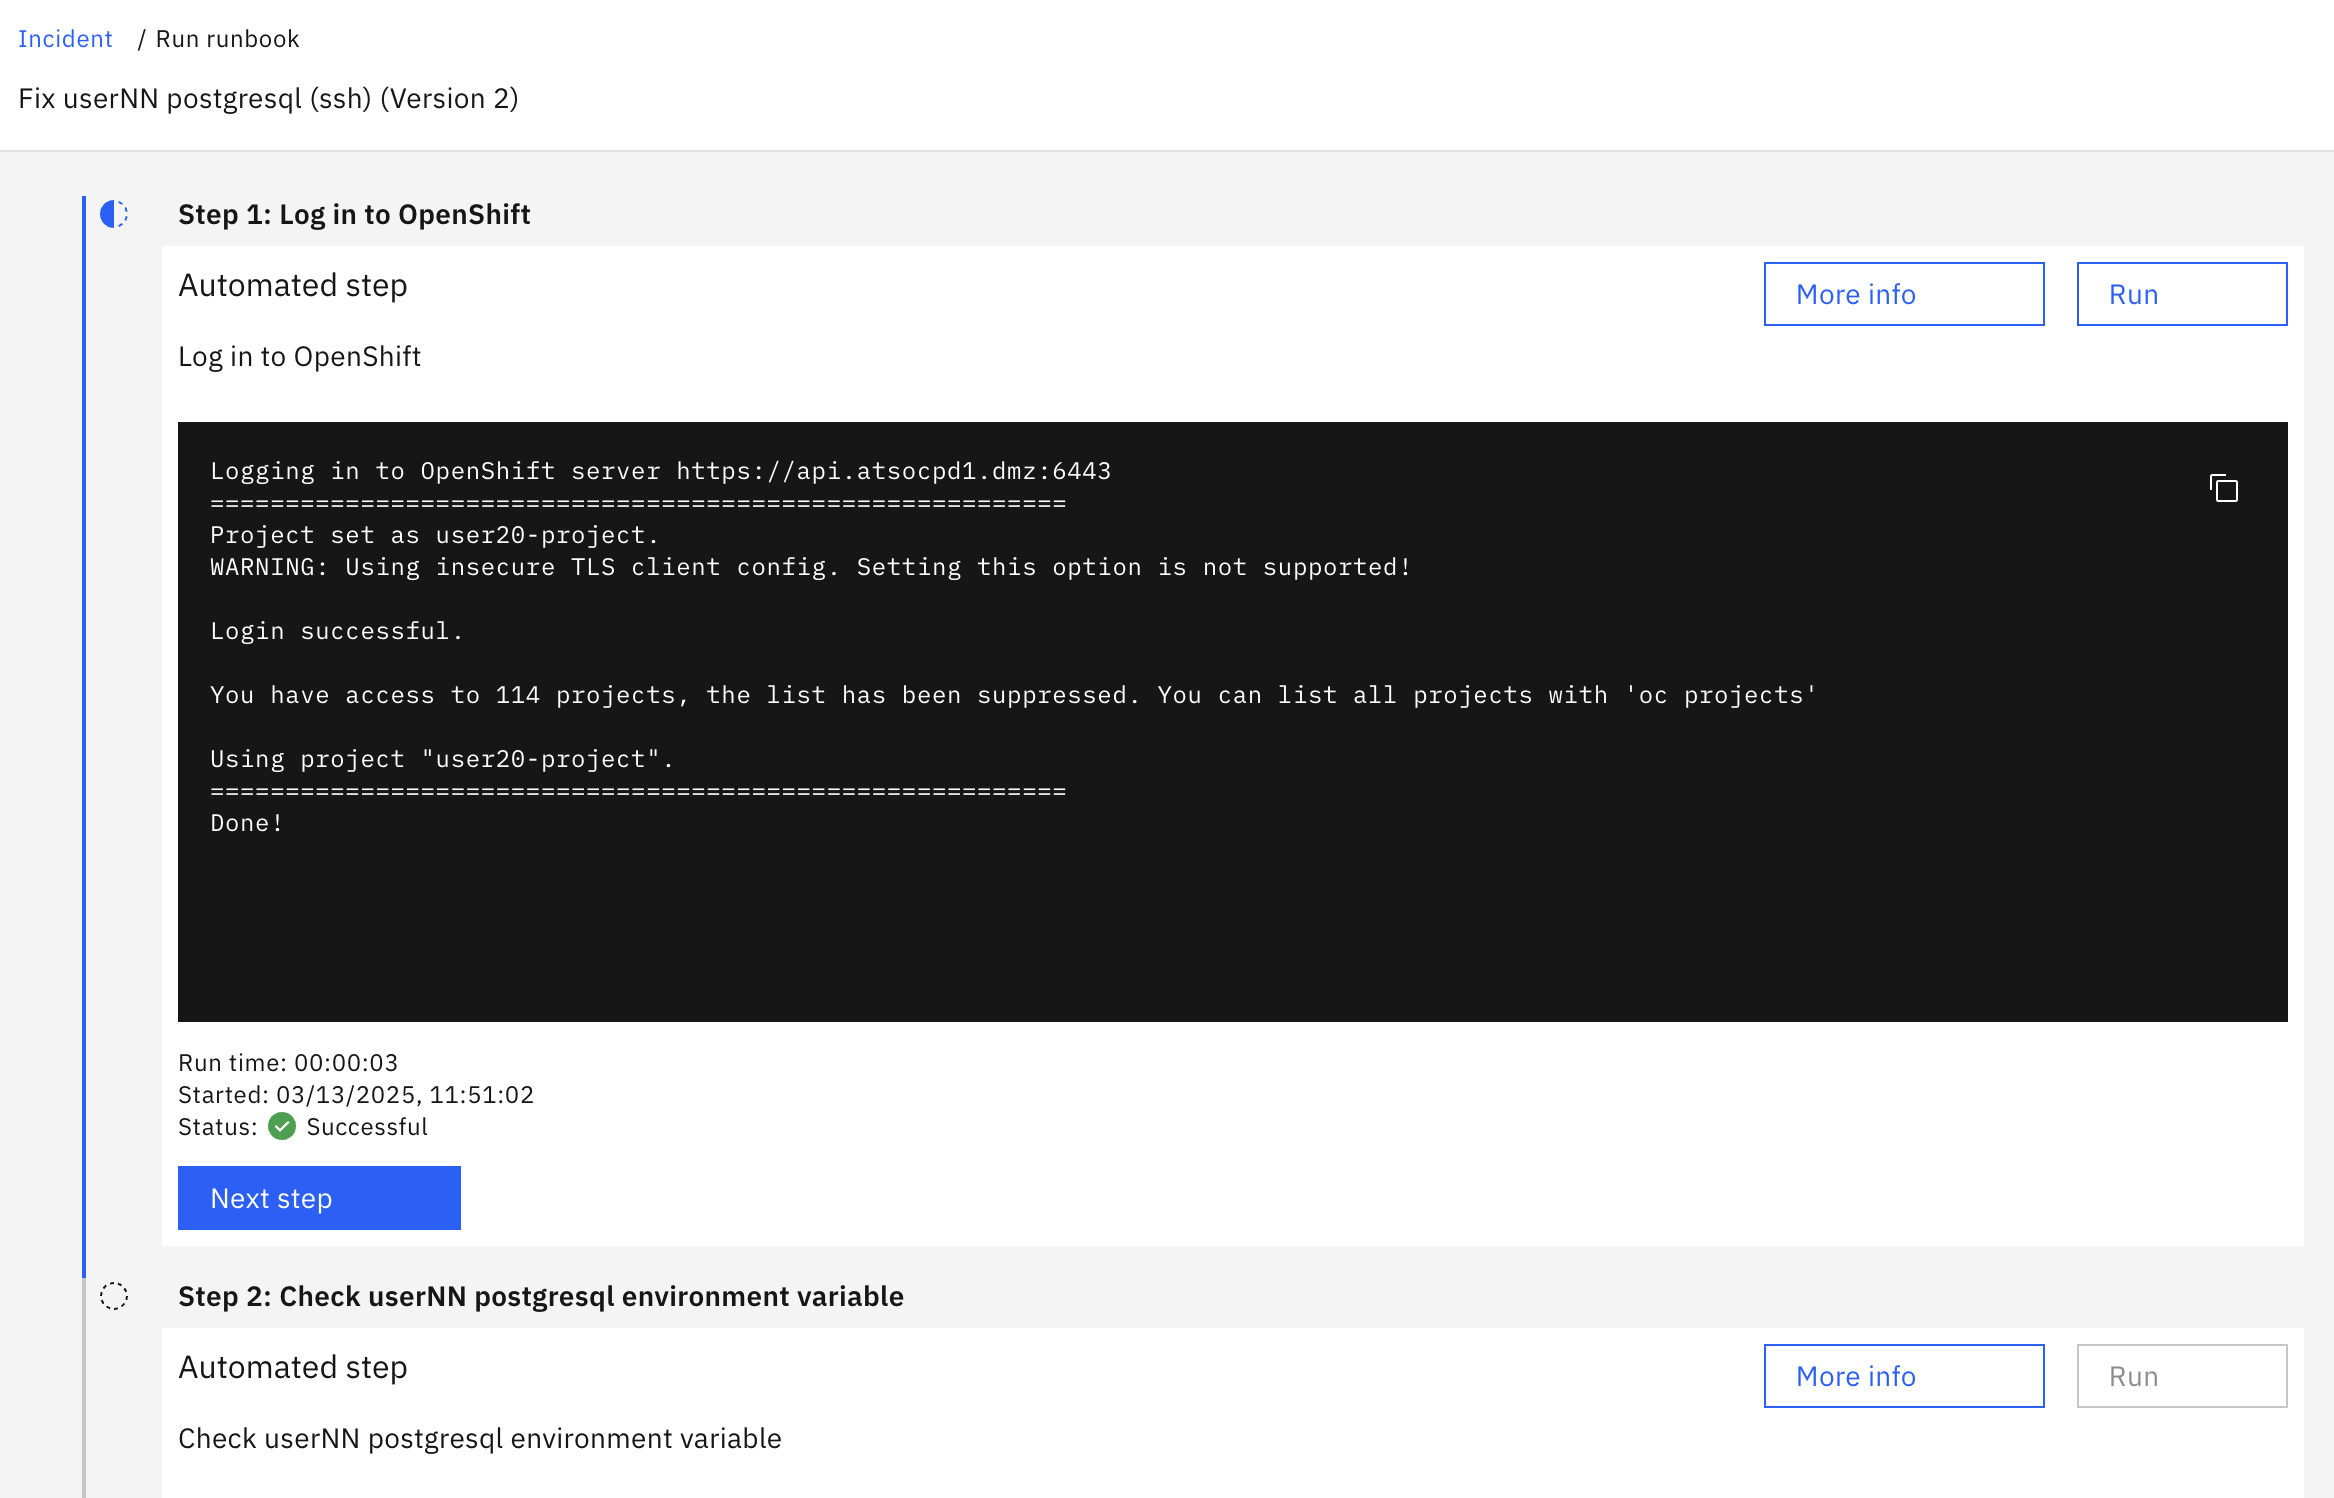 Incident / Run runbook
Fix userNN postgresql (ssh) (Version 2)
Step 1: Log in to OpenShift
Automated step
More info
Run
Log in to OpenShift
Logging in to OpenShift server https://api.atsocpd1.dmz:6443
=========================================================
Project set as user20-project.
WARNING: Using insecure TLS client config. Setting this option is not supported!
Login successful.
You have access to 114 projects, the list has been suppressed. You can list all projects with 'oc projects'
Using project "user20-project".
=========================================================
Done!
Run time: 00:00:03
Started: 03/13/2025, 11:51:02
Status: Successful
Next step
Step 2: Check userNN postgresql environment variable
Automated step
More info
Run
Check userNN postgresql environment variable